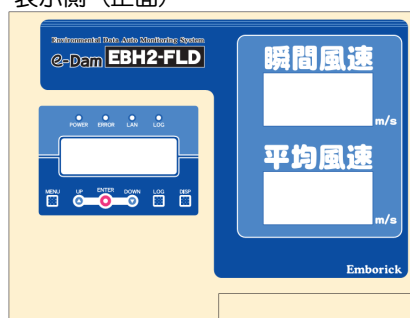 表示側（正面）
Environmental Data Auto Monitoring System
e-Dam EBH2-FLD
瞬間風速
m/s
平均風速
m/s
POWER ERROR LAN LOG
MENU UP ENTER DOWN LOG DISP
Emborick